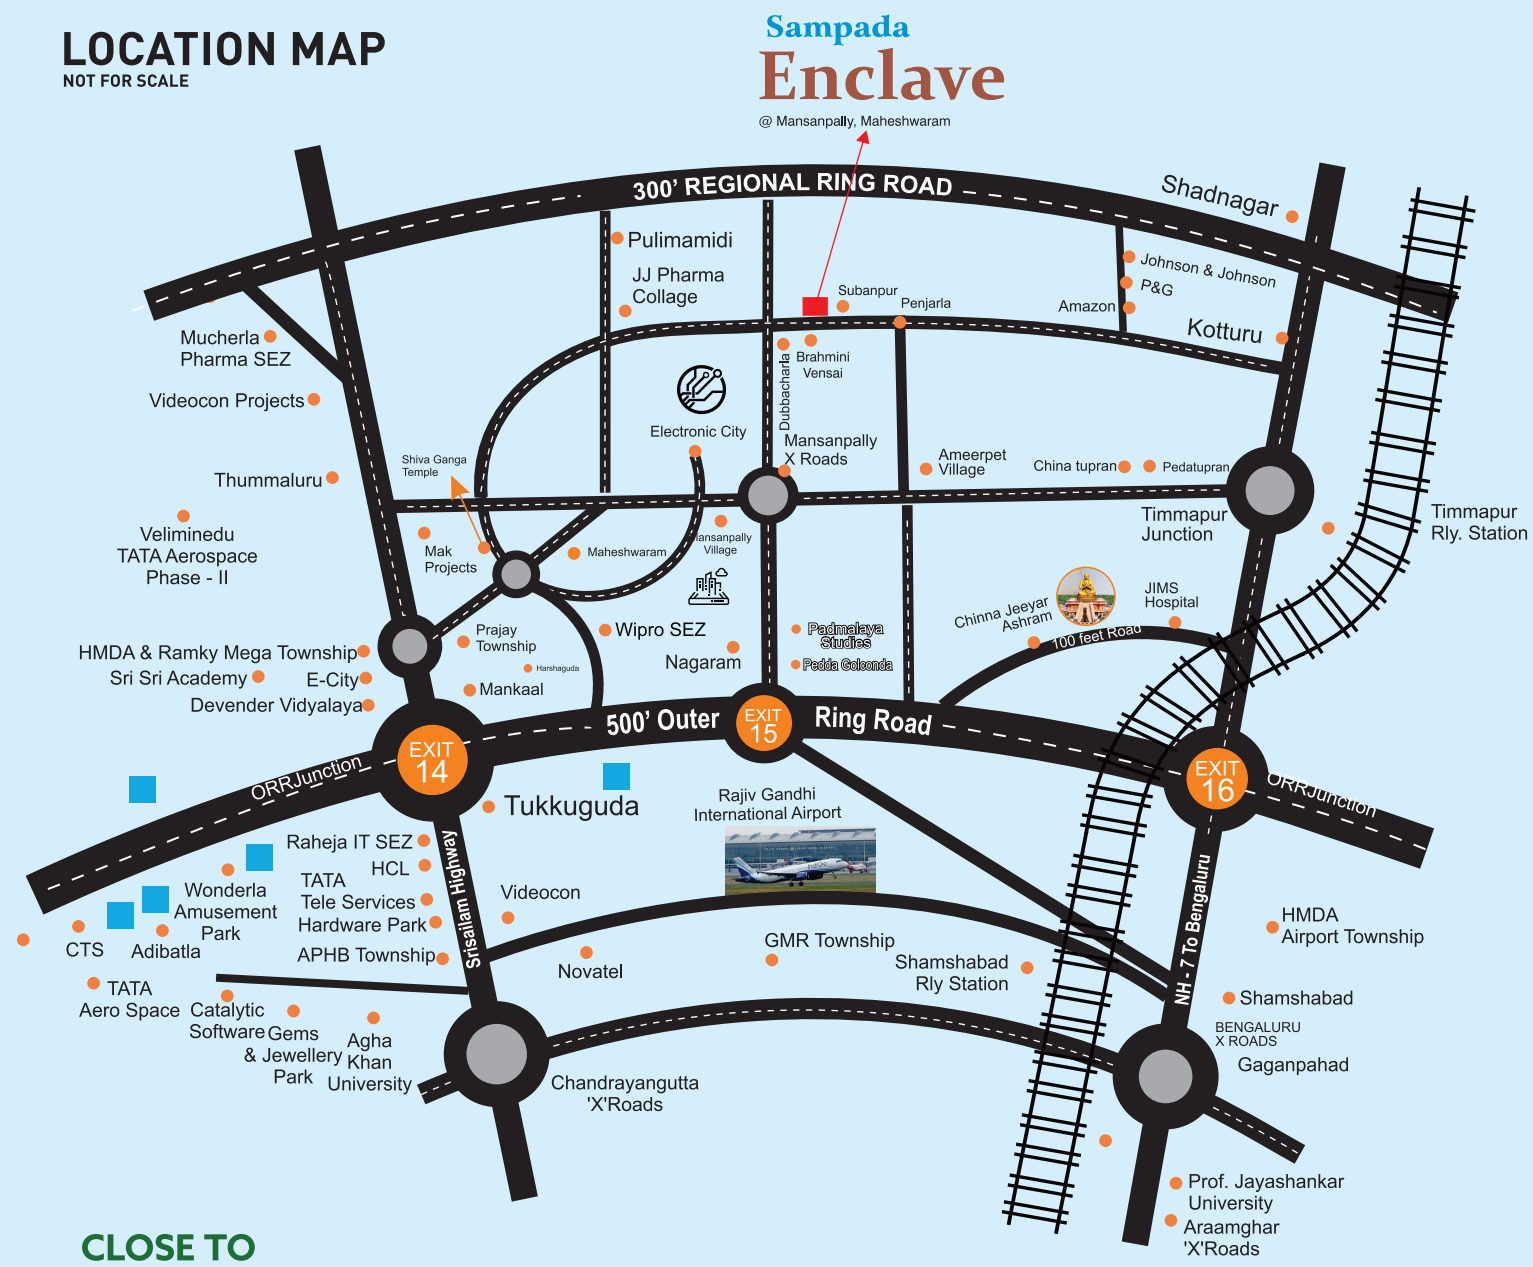 LOCATION MAP
NOT FOR SCALE
Sampada
Enclave
@ Mansanpally, Maheshwaram
300’ REGIONAL RING ROAD
Shadnagar
Pulimamidi
JJ Pharma
Collage
Subanpur
Penjarla
Johnson & Johnson
P&G
Amazon
Kotturu
Mucherla
Pharma SEZ
Brahmini
Vensai
Dubbacharla
Videocon Projects
Electronic City
Mansanpally
X Roads
Shiva Ganga
Temple
Ameerpet
Village
China tupran
Pedatupran
Thummaluru
Timmapur
Junction
Timmapur
Rly. Station
Veliminedu
TATA Aerospace
Phase - II
Mak
Projects
Maheshwaram
Mansanpally
Village
Chinna Jeeyar
Ashram
JIMS
Hospital
100 feet Road
Prajay
Township
Wipro SEZ
Padmalaya
Studies
Pedda Golconda
Nagaram
Harshaguda
Mankaal
HMDA & Ramky Mega Township
Sri Sri Academy
E-City
Devender Vidyalaya
500’ Outer
EXIT
15
Ring Road
EXIT
14
EXIT
16
ORRJunction
ORRJunction
Tukkuguda
Rajiv Gandhi
International Airport
IndiGo
Srisailam Highway
NH - 7 To Bengaluru
Raheja IT SEZ
HCL
TATA
Tele Services
Hardware Park
APHB Township
Wonderla
Amusement
Park
CTS
Adibatla
TATA
Aero Space
Catalytic
Software
Gems
& Jewellery
Park
Agha
Khan
University
Videocon
Novatel
GMR Township
Shamshabad
Rly Station
HMDA
Airport Township
Shamshabad
BENGALURU
X ROADS
Gaganpahad
Chandrayangutta
'X'Roads
Prof. Jayashankar
University
Araamghar
'X'Roads
CLOSE TO